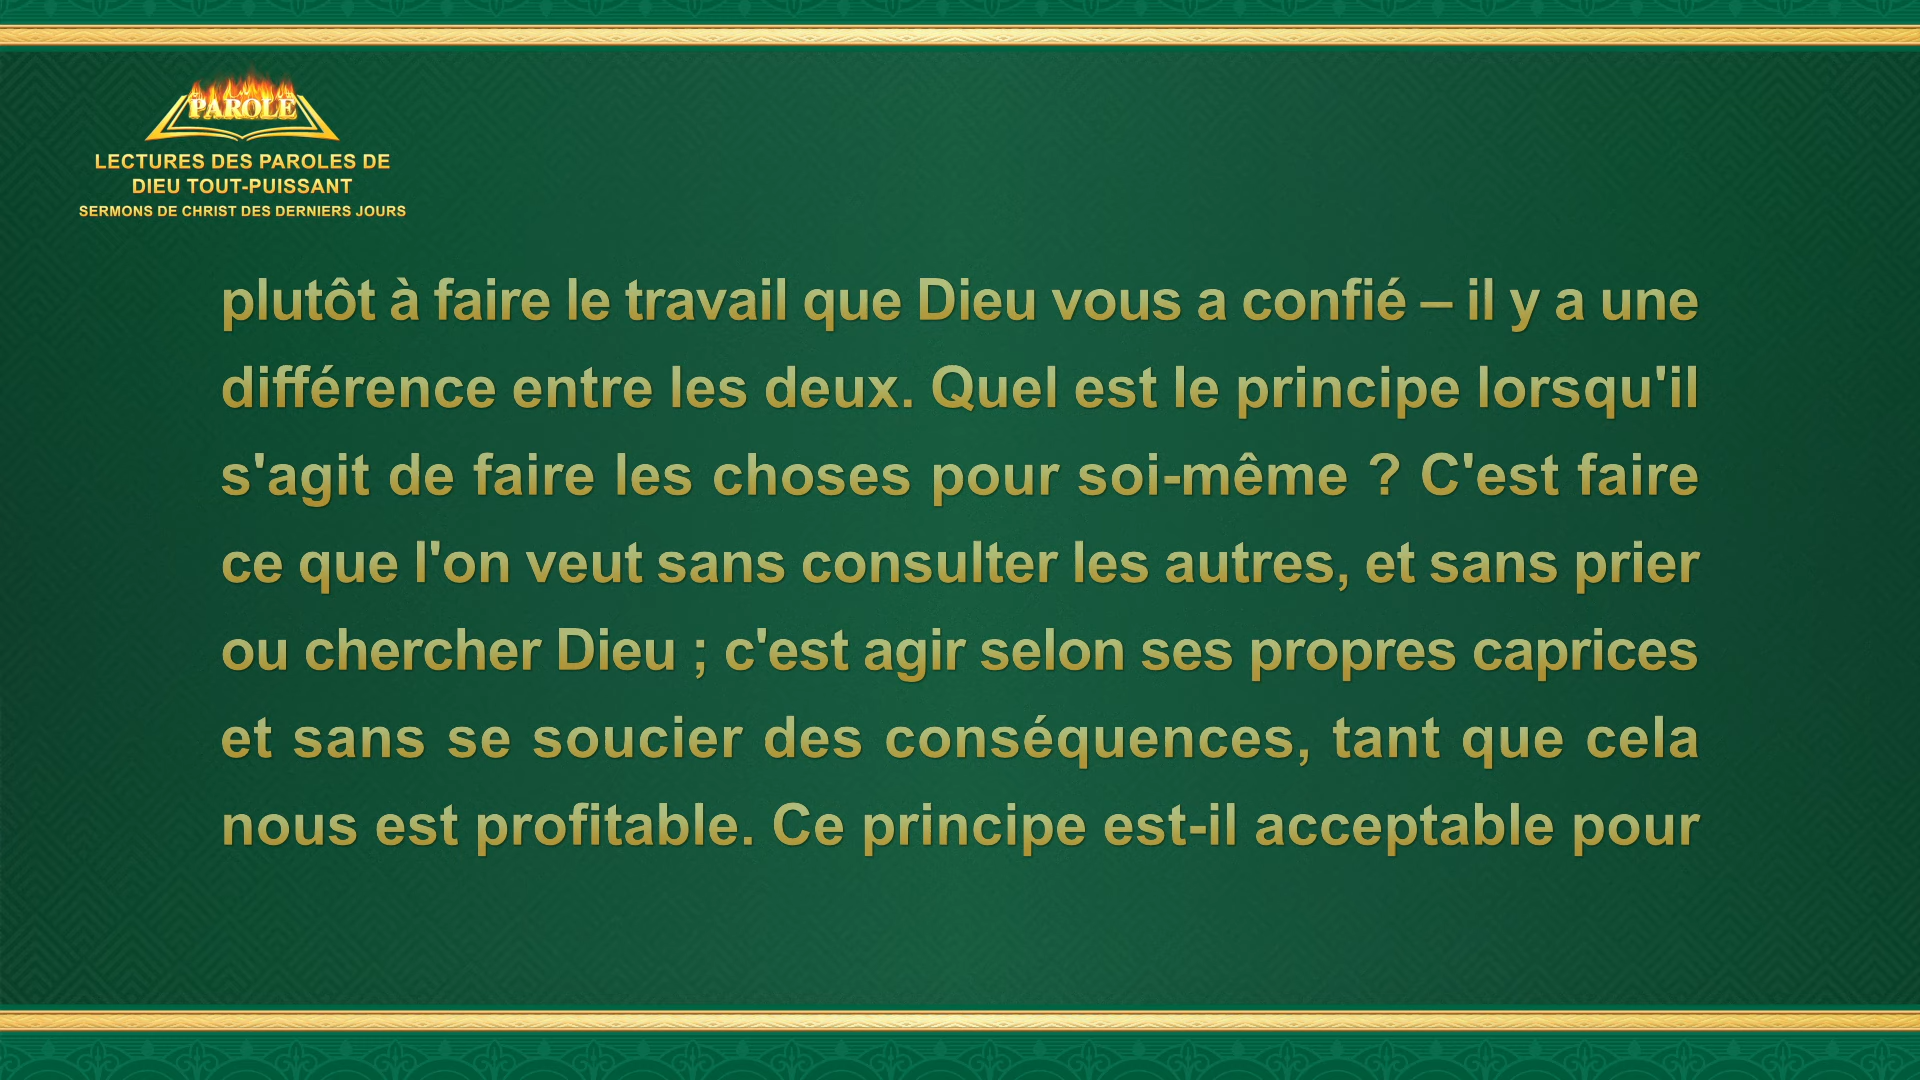 PAROLE
LECTURES DES PAROLES DE
DIEU TOUT-PUISSANT
SERMONS DE CHRIST DES DERNIERS JOURS
plutôt à faire le travail que Dieu vous a confié – il y a une
différence entre les deux. Quel est le principe lorsqu'il
s'agit de faire les choses pour soi-même ? C'est faire
ce que l'on veut sans consulter les autres, et sans prier
ou chercher Dieu ; c'est agir selon ses propres caprices
et sans se soucier des conséquences, tant que cela
nous est profitable. Ce principe est-il acceptable pour